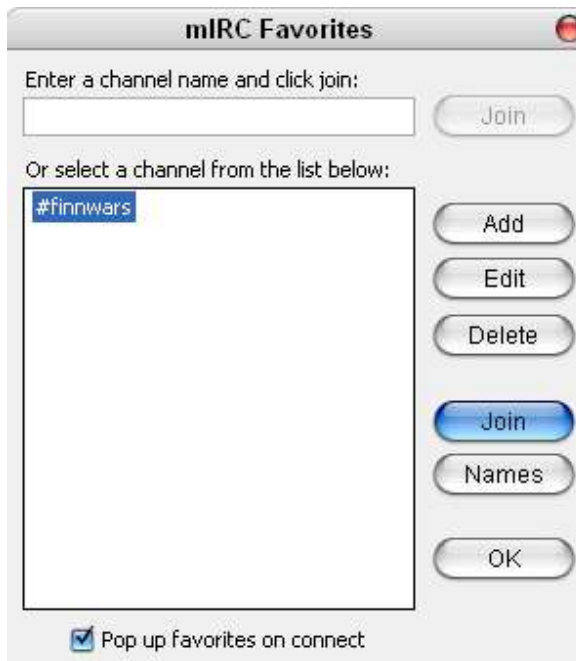 mIRC Favorites
Enter a channel name and click join:
Join
Or select a channel from the list below:
#finnwars
Add
Edit
Delete
Join
Names
OK
Pop up favorites on connect